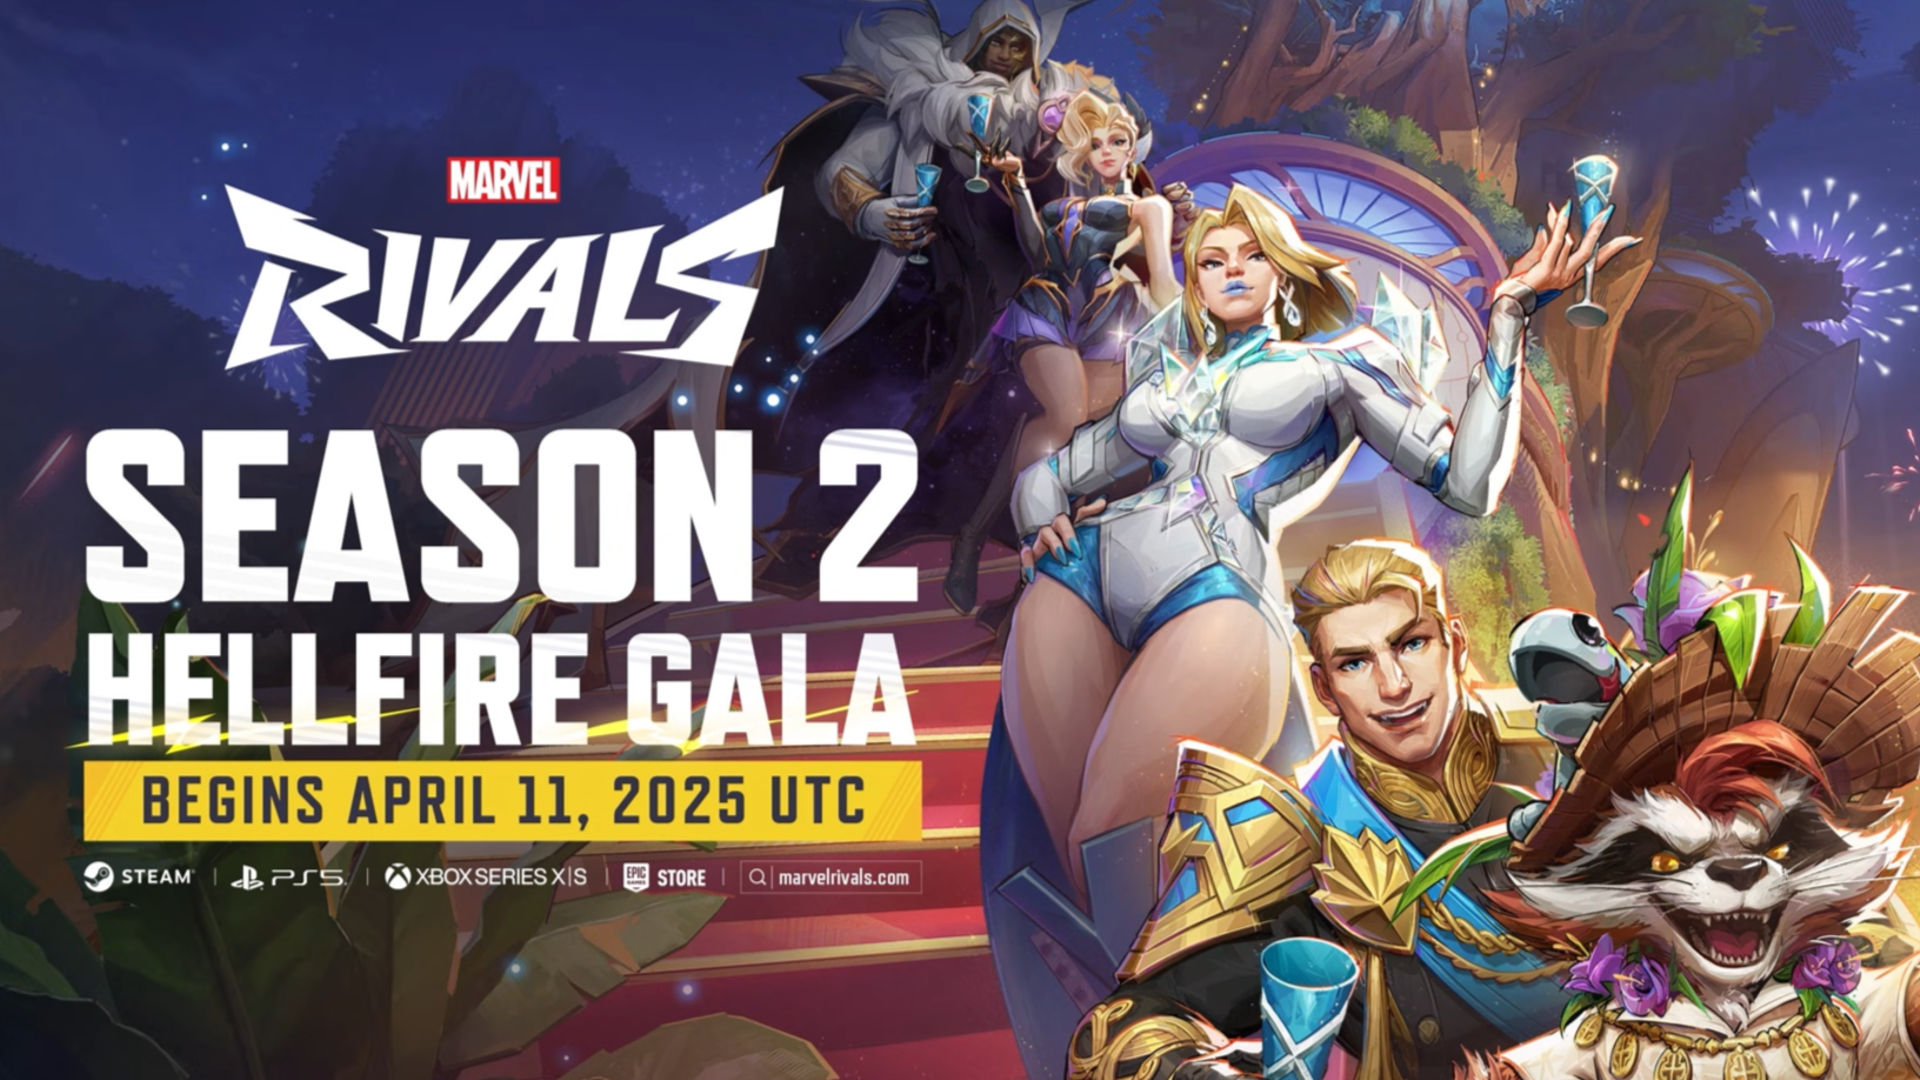 MARVEL
RIVALS
SEASON 2
HELLFIRE GALA
BEGINS APRIL 11, 2025 UTC
STEAM PS5 XBOX SERIES X|S EPIC GAMES STORE marvelrivals.com